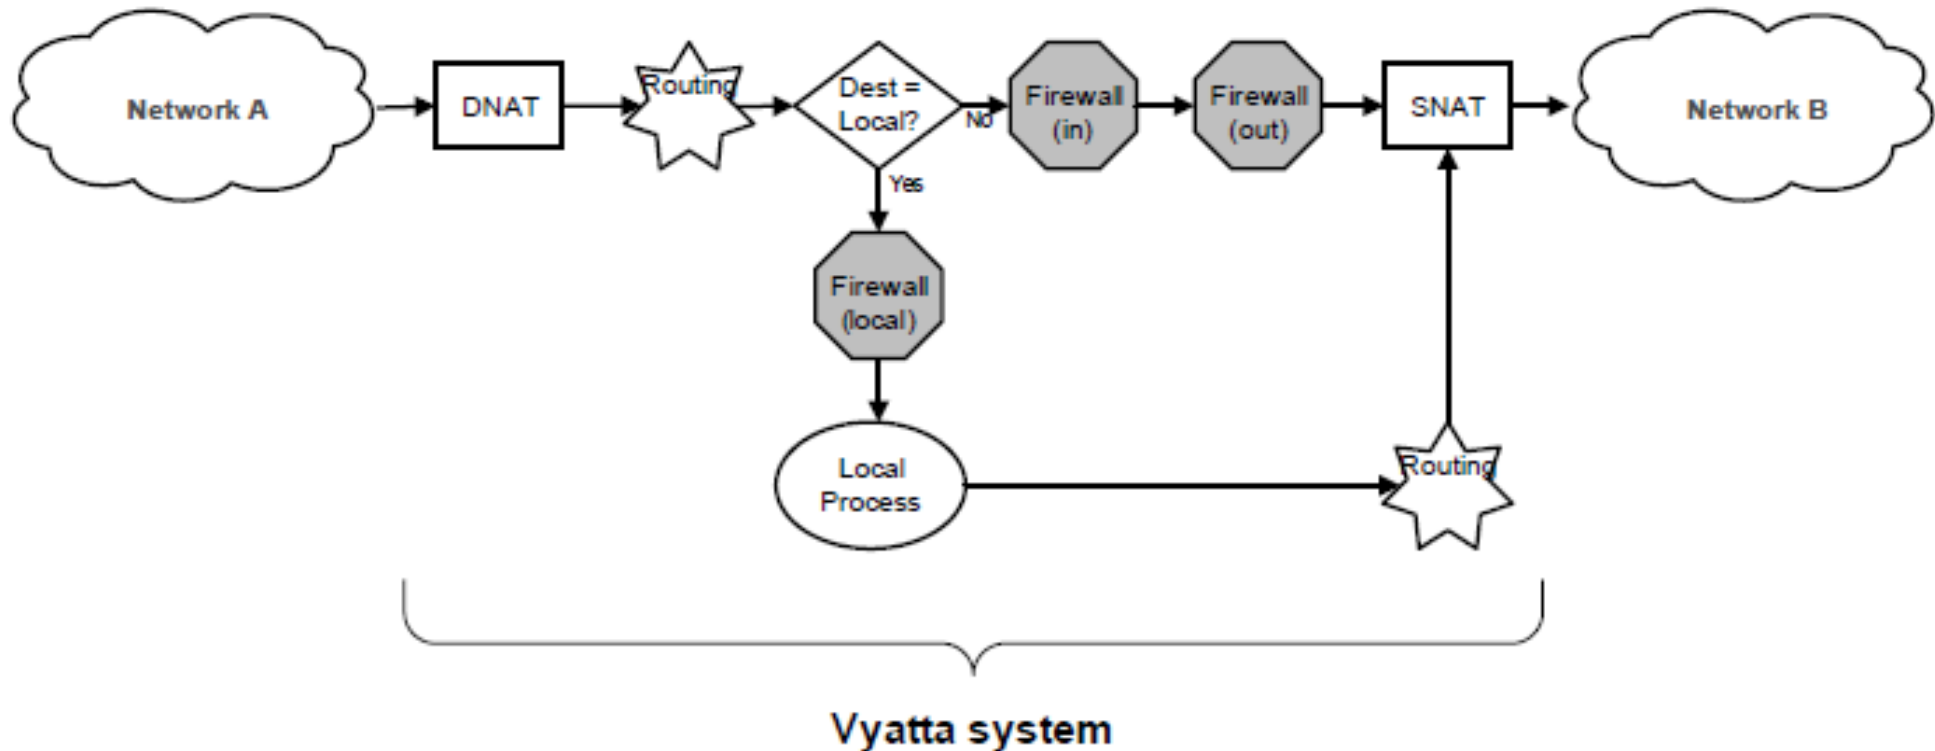 Network A
DNAT
Routing
Dest =
Local?
No
Firewall
(in)
Firewall
(out)
SNAT
Network B
Yes
Firewall
(local)
Local
Process
Routing
Vyatta system